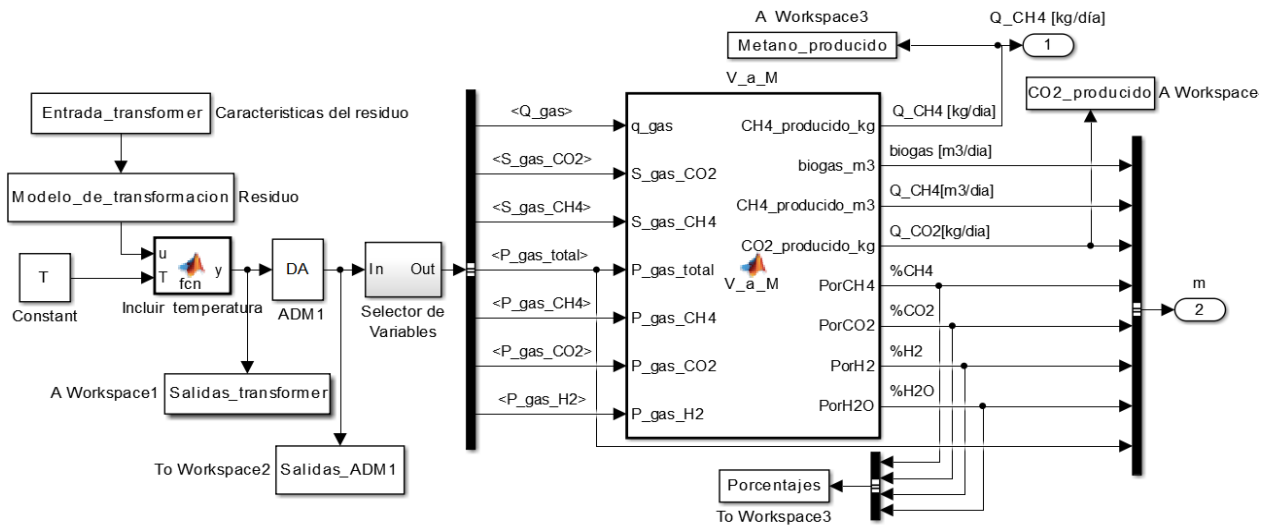 A Workspace3
Q_CH4 [kg/día]
Metano_producido
1
V_a_M
CO2_producido
A Workspace
Entrada_transformer
Caracteristicas del residuo
Modelo_de_transformacion
Residuo
T
Constant
u
T
y
fcn
Incluir temperatura
DA
ADM1
In
Out
Selector de
Variables
A Workspace1
Salidas_transformer
To Workspace2
Salidas_ADM1
<Q_gas>
<S_gas_CO2>
<S_gas_CH4>
<P_gas_total>
<P_gas_CH4>
<P_gas_CO2>
<P_gas_H2>
q_gas
S_gas_CO2
S_gas_CH4
P_gas_total
P_gas_CH4
P_gas_CO2
P_gas_H2
V_a_M
CH4_producido_kg
biogas_m3
CH4_producido_m3
CO2_producido_kg
PorCH4
PorCO2
PorH2
PorH2O
Q_CH4 [kg/dia]
biogas [m3/dia]
Q_CH4[m3/dia]
Q_CO2[kg/dia]
%CH4
%CO2
%H2
%H2O
m
2
Porcentajes
To Workspace3